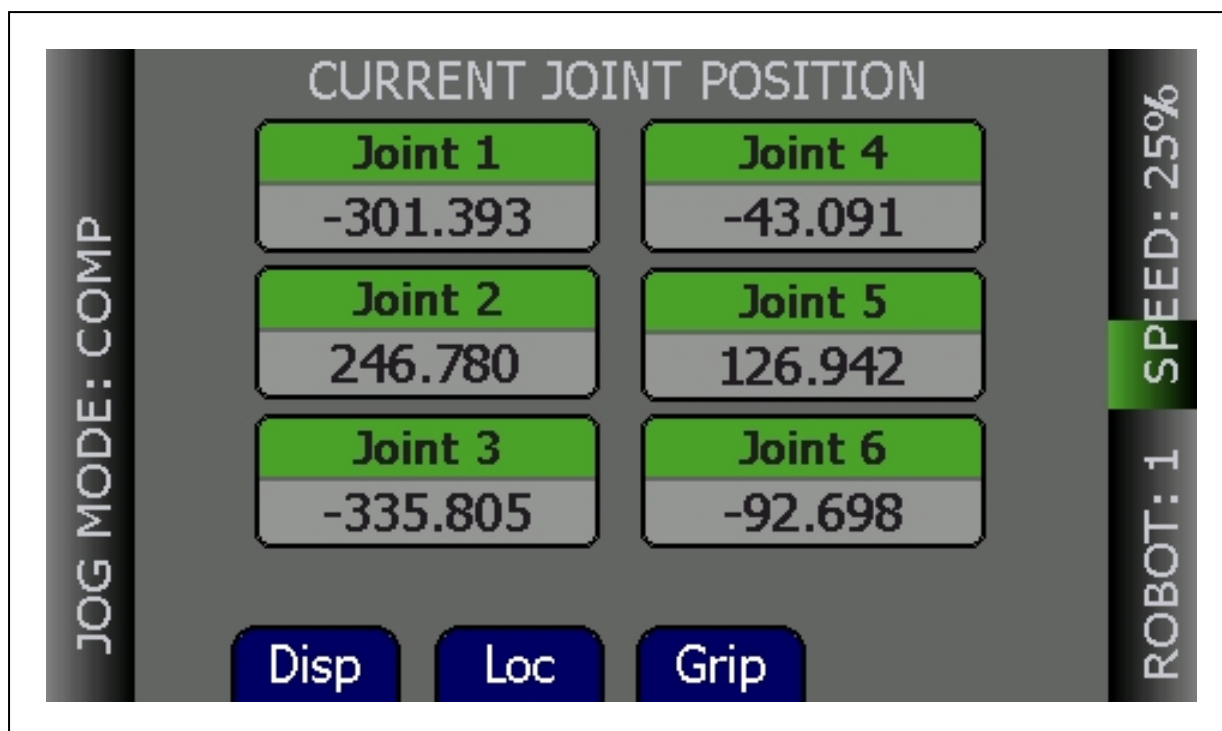 CURRENT JOINT POSITION
JOG MODE: COMP
Joint 1
-301.393
Joint 2
246.780
Joint 3
-335.805
Joint 4
-43.091
Joint 5
126.942
Joint 6
-92.698
SPEED: 25%
ROBOT: 1
Disp
Loc
Grip